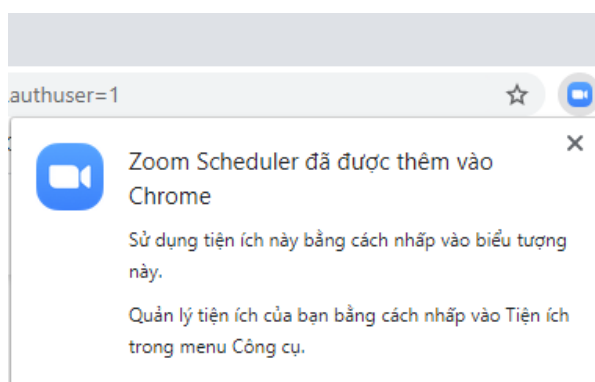 .authuser=1
Zoom Scheduler đã được thêm vào
Chrome
Sử dụng tiện ích này bằng cách nhấp vào biểu tượng
này.
Quản lý tiện ích của bạn bằng cách nhấp vào Tiện ích
trong menu Công cụ.